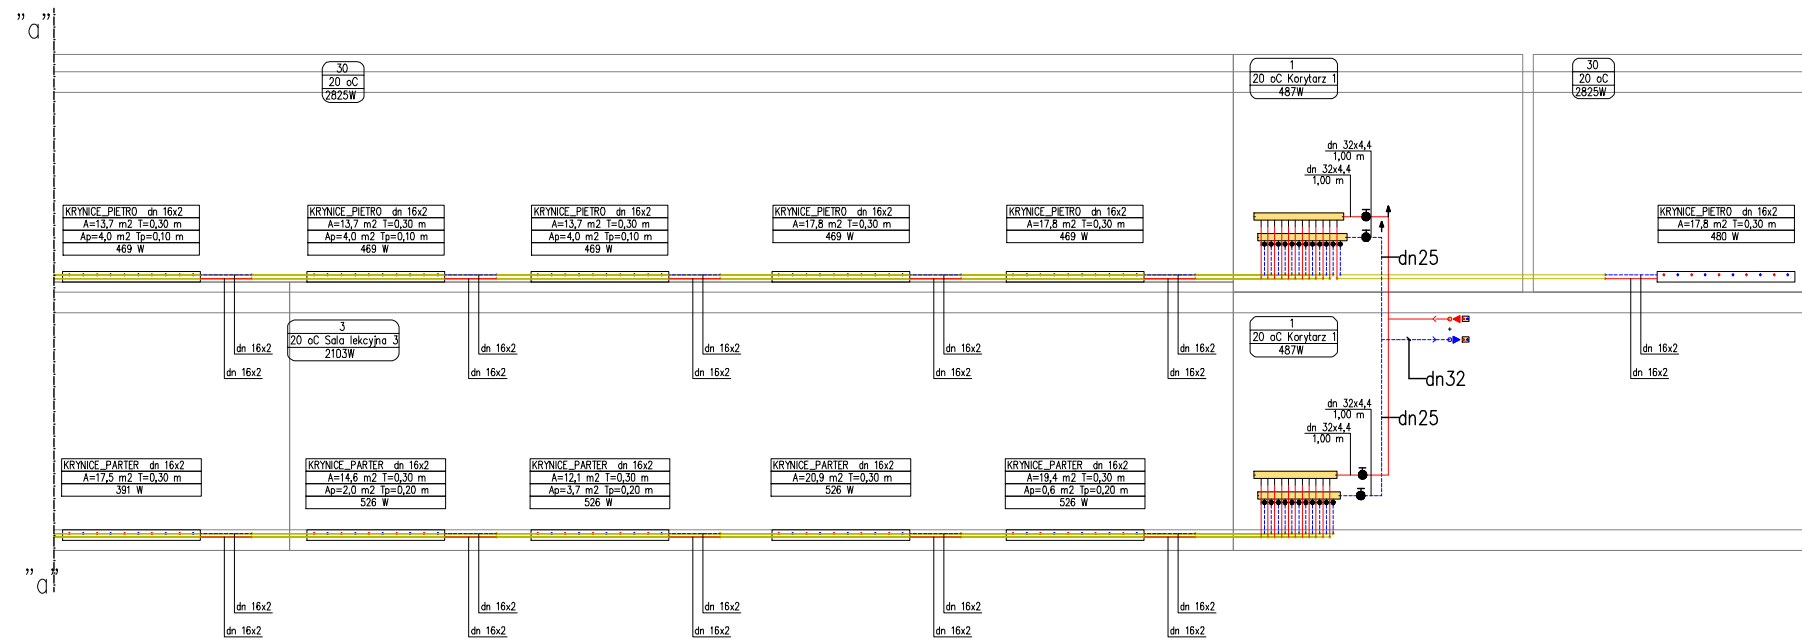 "a"
30
20 oC
2825W
1
20 oC Korytarz 1
487W
30
20 oC
2825W
dn 32x4,4
1,00 m
dn 32x4,4
1,00 m
KRYNICE_PIETRO dn 16x2
A=13,7 m2 T=0,30 m
Ap=4,0 m2 Tp=0,10 m
469 W
KRYNICE_PIETRO dn 16x2
A=13,7 m2 T=0,30 m
Ap=4,0 m2 Tp=0,10 m
469 W
KRYNICE_PIETRO dn 16x2
A=13,7 m2 T=0,30 m
Ap=4,0 m2 Tp=0,10 m
469 W
KRYNICE_PIETRO dn 16x2
A=17,8 m2 T=0,30 m
469 W
KRYNICE_PIETRO dn 16x2
A=17,8 m2 T=0,30 m
469 W
KRYNICE_PIETRO dn 16x2
A=17,8 m2 T=0,30 m
480 W
dn25
3
20 oC Sala lekcyjna 3
2103W
1
20 oC Korytarz 1
487W
dn 16x2
dn 16x2
dn 16x2
dn 16x2
dn 16x2
dn 16x2
dn 16x2
dn 16x2
dn 16x2
dn 16x2
dn 16x2
dn 16x2
dn32
dn 32x4,4
1,00 m
dn 32x4,4
1,00 m
dn25
KRYNICE_PARTER dn 16x2
A=17,5 m2 T=0,30 m
391 W
KRYNICE_PARTER dn 16x2
A=14,6 m2 T=0,30 m
Ap=2,0 m2 Tp=0,20 m
526 W
KRYNICE_PARTER dn 16x2
A=12,1 m2 T=0,30 m
Ap=3,7 m2 Tp=0,20 m
526 W
KRYNICE_PARTER dn 16x2
A=20,9 m2 T=0,30 m
526 W
KRYNICE_PARTER dn 16x2
A=19,4 m2 T=0,30 m
Ap=0,6 m2 Tp=0,20 m
526 W
"a"
dn 16x2
dn 16x2
dn 16x2
dn 16x2
dn 16x2
dn 16x2
dn 16x2
dn 16x2
dn 16x2
dn 16x2